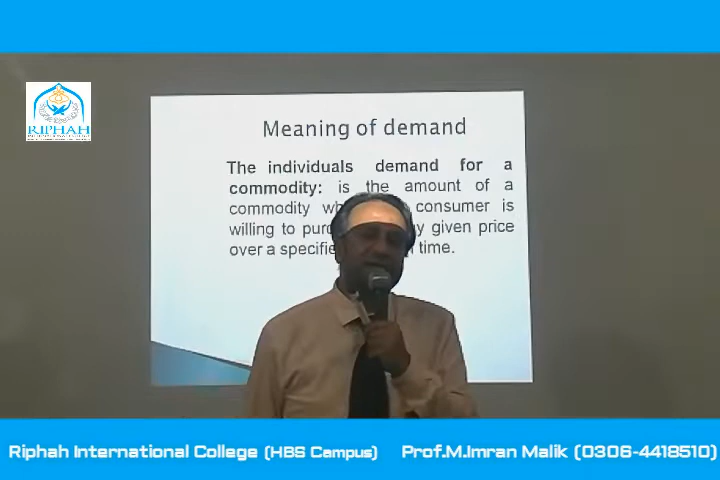 RIPHAH
Meaning of demand
The individuals demand for a
commodity: is the amount of a
commodity consumer is
willing to given price
over a time.
Riphah International College (HBS Campus) Prof.M.Imran Malik (0306-4418510)